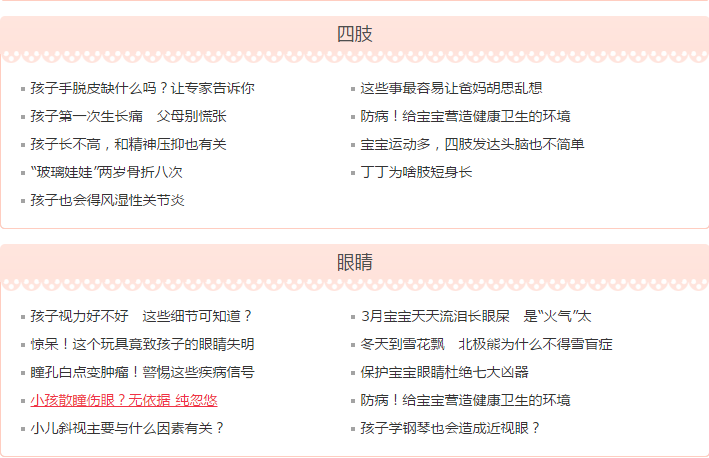 四肢
孩子手脱皮缺什么吗？让专家告诉你
这些事最容易让爸妈胡思乱想
孩子第一次生长痛　父母别慌张
防病！给宝宝营造健康卫生的环境
孩子长不高，和精神压抑也有关
宝宝运动多，四肢发达头脑也不简单
“玻璃娃娃”两岁骨折八次
丁丁为啥肢短身长
孩子也会得风湿性关节炎
眼睛
孩子视力好不好　这些细节可知道？
3月宝宝天天流泪长眼屎　是“火气”太
惊呆！这个玩具竟致孩子的眼睛失明
冬天到雪花飘　北极熊为什么不得雪盲症
瞳孔白点变肿瘤！警惕这些疾病信号
保护宝宝眼睛杜绝七大凶器
小孩散瞳伤眼？无依据 纯忽悠
防病！给宝宝营造健康卫生的环境
小儿斜视主要与什么因素有关？
孩子学钢琴也会造成近视眼？